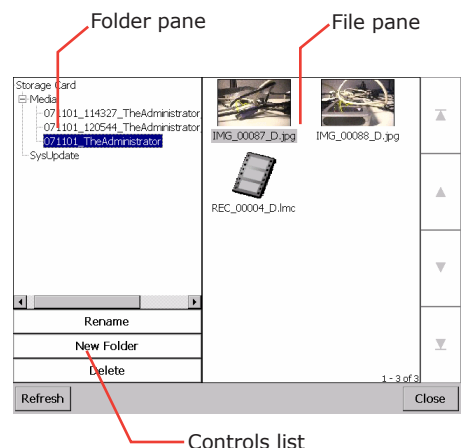 Folder pane
File pane
Storage Card
Media
071101_114327_TheAdministrator
071101_120544_TheAdministrator
071101_TheAdministrator
SysUpdate
IMG_00087_D.jpg
IMG_00088_D.jpg
REC_00004_D.lmc
Rename
New Folder
Delete
1 - 3 of 3
Refresh
Close
Controls list